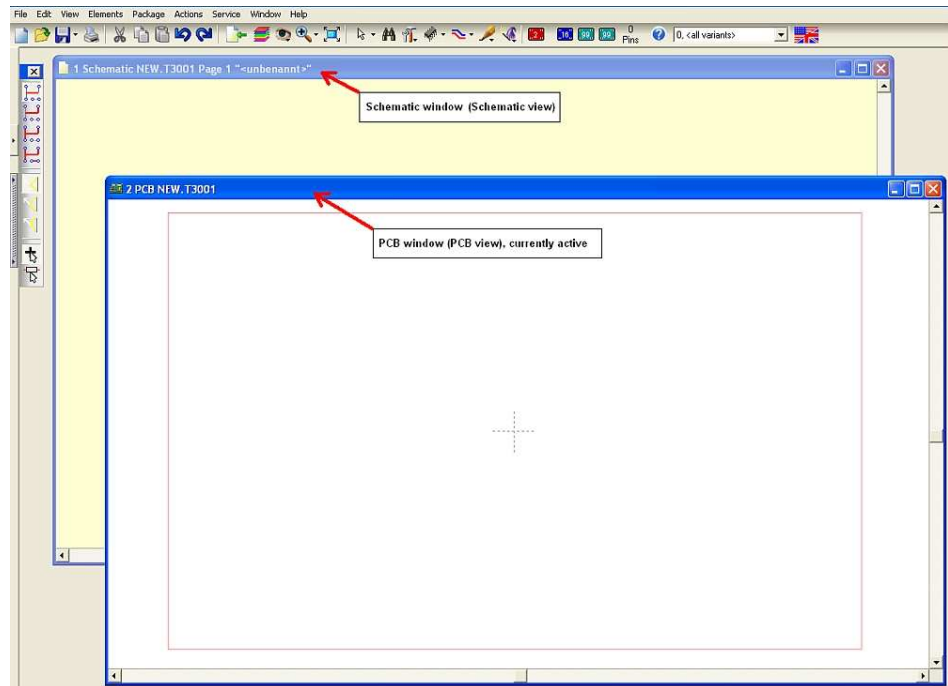 File Edit View Elements Package Actions Service Window Help
0 Pins
0, <all variants>
1 Schematic NEW.T3001 Page 1 "<unbenannt>"
Schematic window (Schematic view)
2 PCB NEW.T3001
PCB window (PCB view), currently active